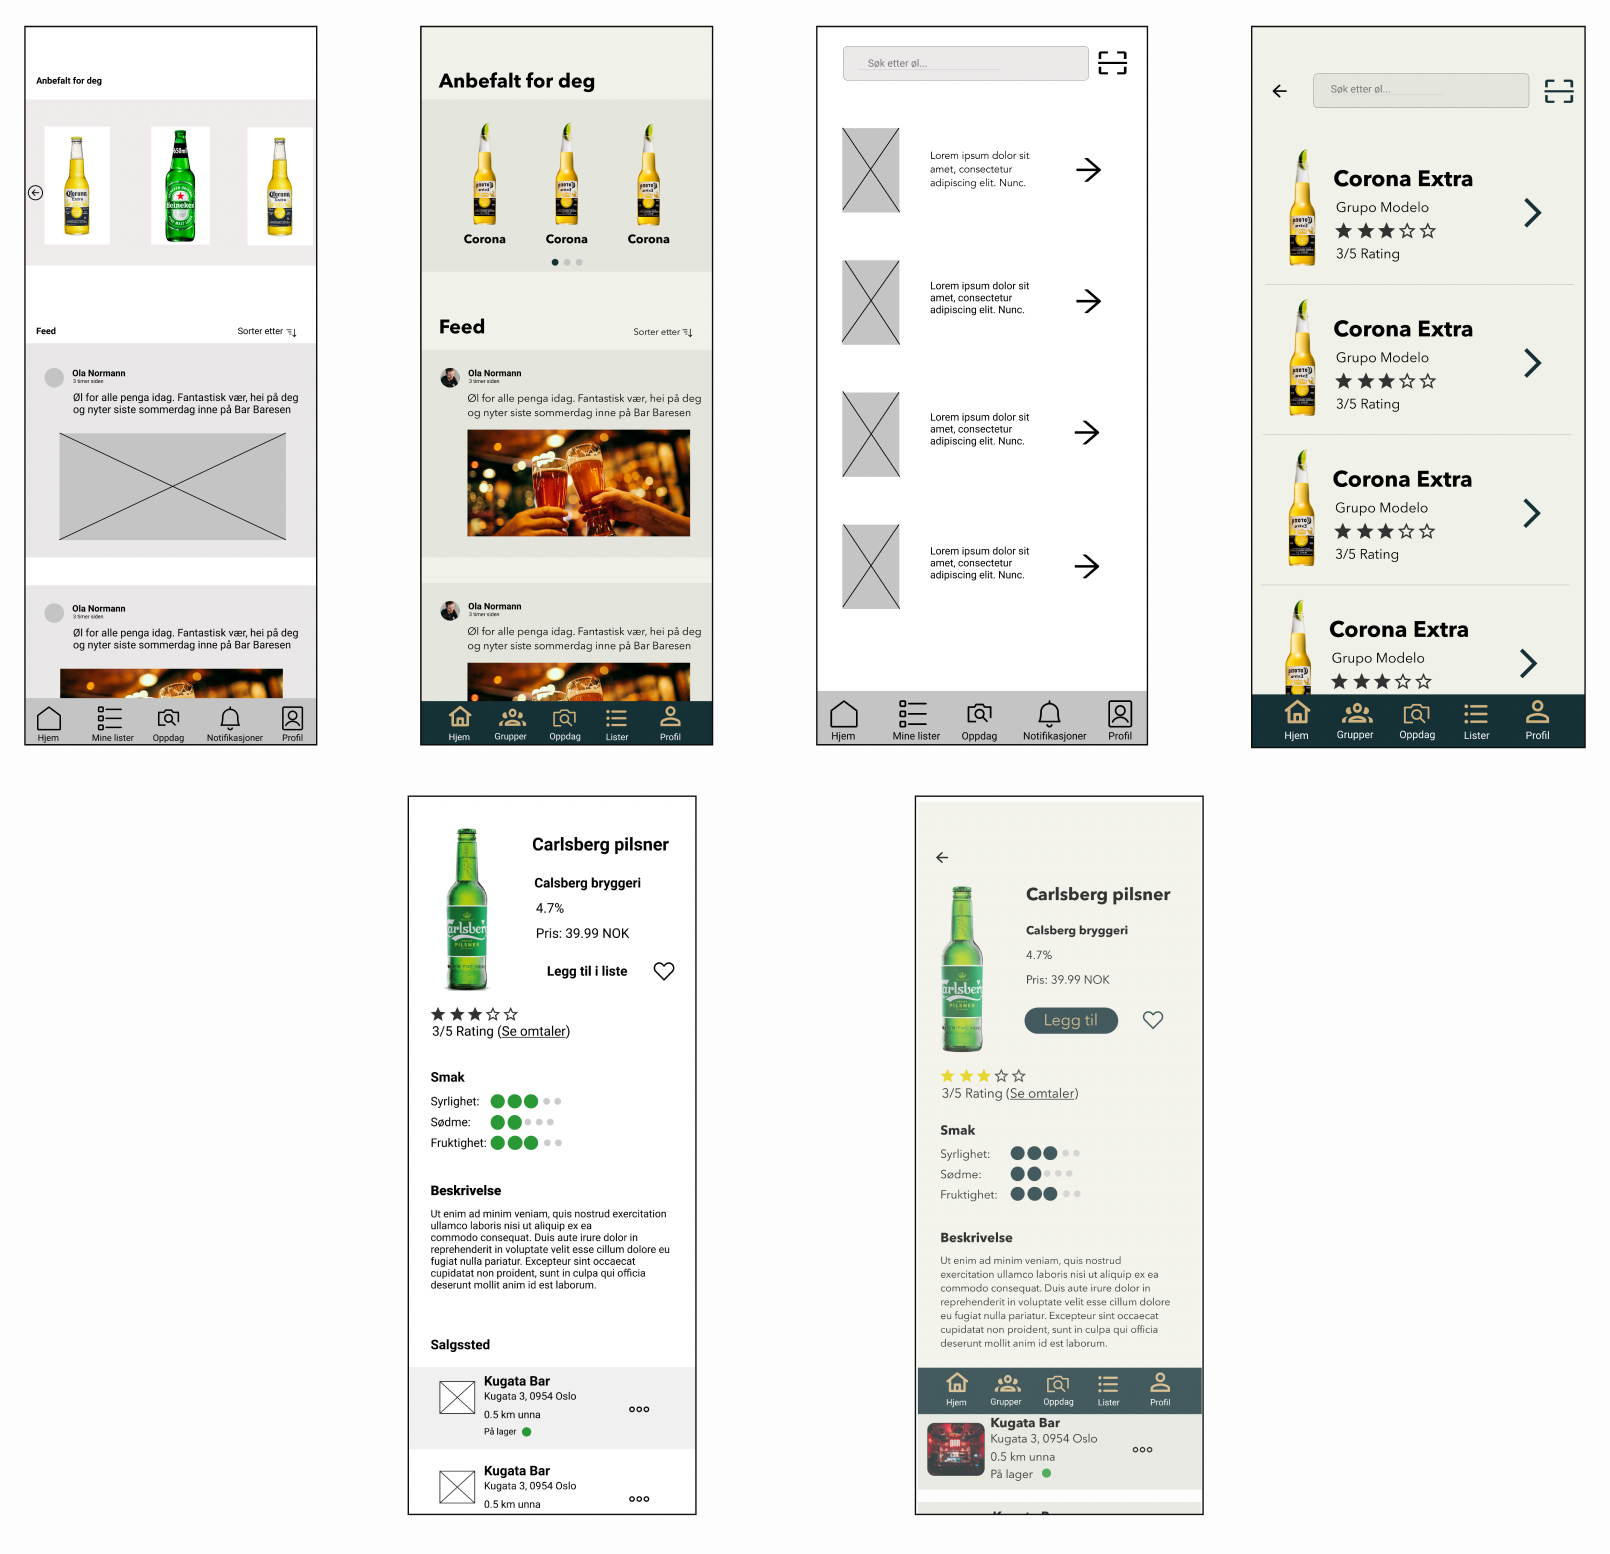 Anbefalt for deg
Corona
Extra
650ml
Heineken
Corona
Extra
Feed
Sorter etter
Ola Normann
3 timer siden
Øl for alle penga idag. Fantastisk vær, hei på deg
og nyter siste sommerdag inne på Bar Baresen
Ola Normann
3 timer siden
Øl for alle penga idag. Fantastisk vær, hei på deg
og nyter siste sommerdag inne på Bar Baresen
Hjem
Mine lister
Oppdag
Notifikasjoner
Profil
Anbefalt for deg
Corona
Corona
Corona
Feed
Sorter etter
Ola Normann
3 timer siden
Øl for alle penga idag. Fantastisk vær, hei på deg
og nyter siste sommerdag inne på Bar Baresen
Ola Normann
3 timer siden
Øl for alle penga idag. Fantastisk vær, hei på deg
og nyter siste sommerdag inne på Bar Baresen
Hjem
Grupper
Oppdag
Lister
Profil
Søk etter øl...
Lorem ipsum dolor sit
amet, consectetur
adipiscing elit. Nunc.
Lorem ipsum dolor sit
amet, consectetur
adipiscing elit. Nunc.
Lorem ipsum dolor sit
amet, consectetur
adipiscing elit. Nunc.
Lorem ipsum dolor sit
amet, consectetur
adipiscing elit. Nunc.
Hjem
Mine lister
Oppdag
Notifikasjoner
Profil
Søk etter øl...
Corona Extra
Grupo Modelo
3/5 Rating
Corona Extra
Grupo Modelo
3/5 Rating
Corona Extra
Grupo Modelo
3/5 Rating
Corona Extra
Grupo Modelo
Hjem
Grupper
Oppdag
Lister
Profil
Carlsberg pilsner
Calsberg bryggeri
4.7%
Pris: 39.99 NOK
Legg til i liste
arlsber
PILSNER
3/5 Rating (Se omtaler)
Smak
Syrlighet:
Sødme:
Fruktighet:
Beskrivelse
Ut enim ad minim veniam, quis nostrud exercitation
ullamco laboris nisi ut aliquip ex ea
commodo consequat. Duis aute irure dolor in
reprehenderit in voluptate velit esse cillum dolore eu
fugiat nulla pariatur. Excepteur sint occaecat
cupidatat non proident, sunt in culpa qui officia
deserunt mollit anim id est laborum.
Salgssted
Kugata Bar
Kugata 3, 0954 Oslo
0.5 km unna
På lager
Kugata Bar
Kugata 3, 0954 Oslo
0.5 km unna
Carlsberg pilsner
Calsberg bryggeri
4.7%
Pris: 39.99 NOK
Legg til
arlsber
PILSNER
3/5 Rating (Se omtaler)
Smak
Syrlighet:
Sødme:
Fruktighet:
Beskrivelse
Ut enim ad minim veniam, quis nostrud
exercitation ullamco laboris nisi ut aliquip ex ea
commodo consequat. Duis aute irure dolor in
reprehenderit in voluptate velit esse cillum dolore
eu fugiat nulla pariatur. Excepteur sint occaecat
cupidatat non proident, sunt in culpa qui officia
deserunt mollit anim id est laborum.
Hjem
Grupper
Oppdag
Lister
Profil
Kugata Bar
Kugata 3, 0954 Oslo
0.5 km unna
På lager